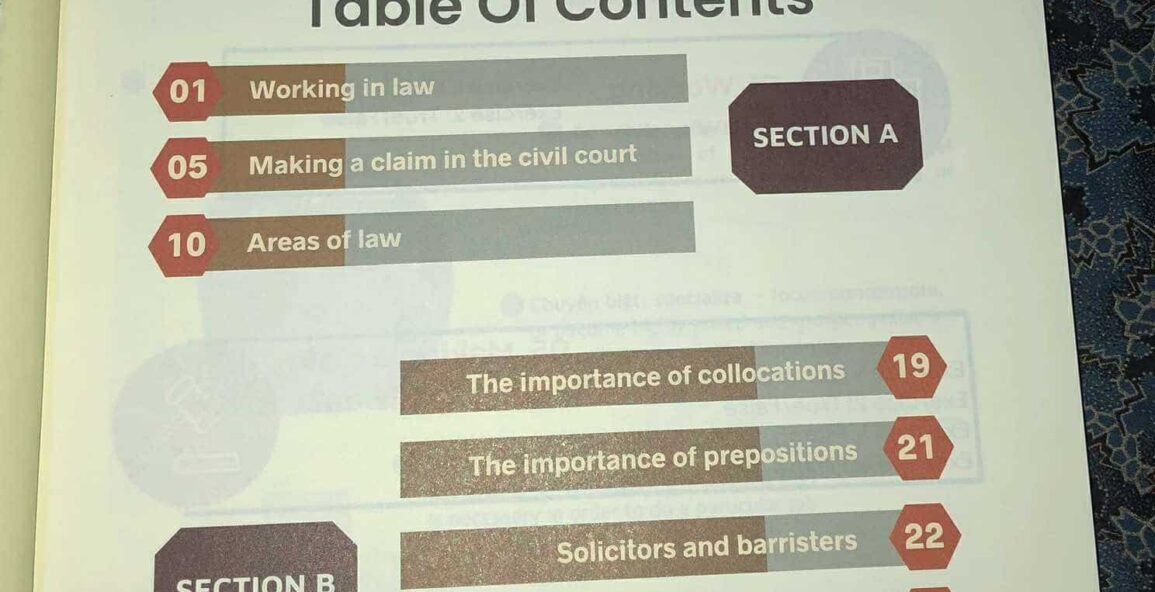 Table Of Contents
01 Working in law
05 Making a claim in the civil court
10 Areas of law
SECTION A
The importance of collocations 19
The importance of prepositions 21
Solicitors and barristers 22
SECTION B